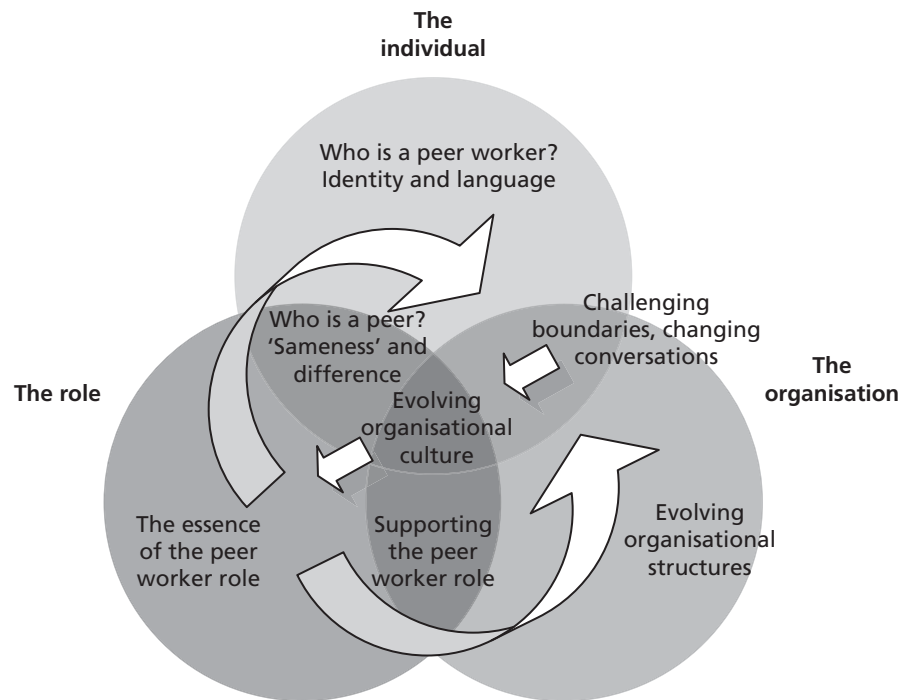 The
individual
Who is a peer worker?
Identity and language
Challenging
boundaries, changing
conversations
Who is a peer?
‘Sameness’ and
difference
The role
The
organisation
Evolving
organisational
culture
The essence
of the peer
worker role
Supporting
the peer
worker role
Evolving
organisational
structures